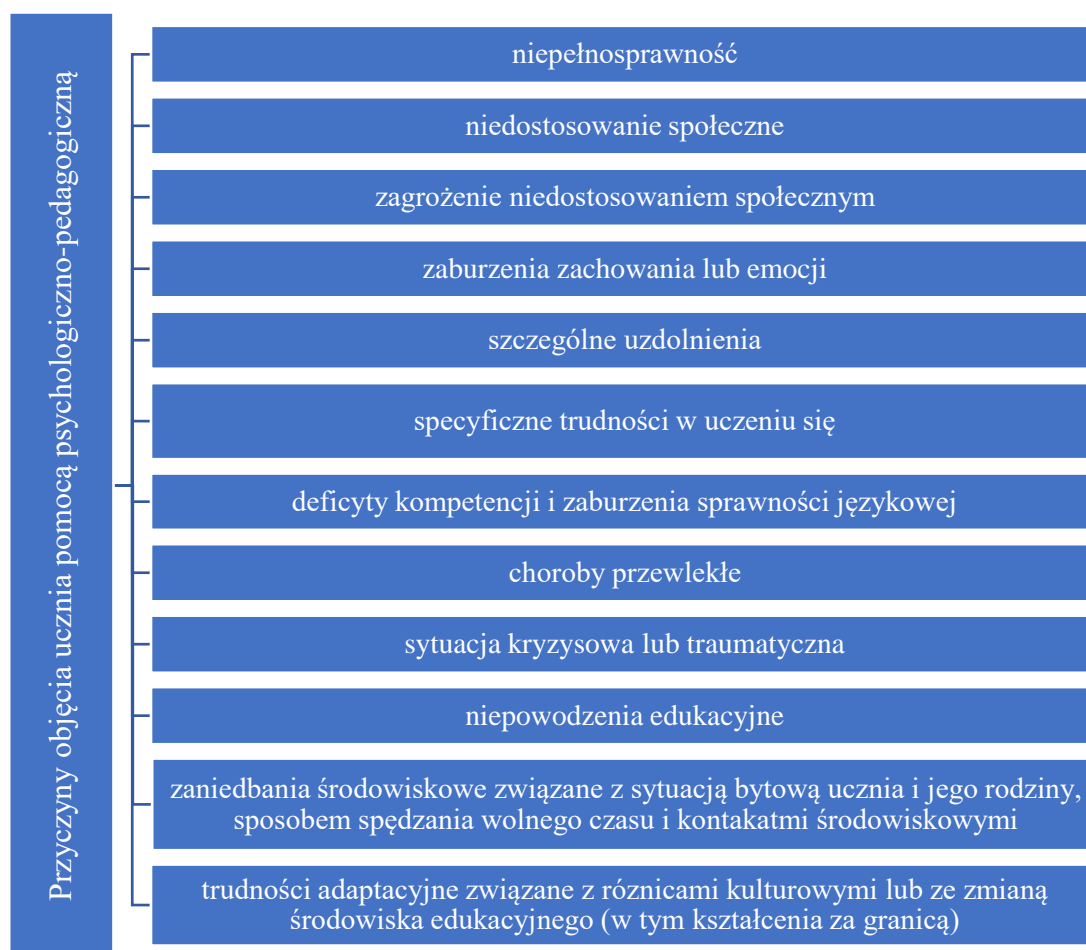 Przyczyny objęcia ucznia pomocą psychologiczno-pedagogiczną
niepełnosprawność
niedostosowanie społeczne
zagrożenie niedostosowaniem społecznym
zaburzenia zachowania lub emocji
szczególne uzdolnienia
specyficzne trudności w uczeniu się
deficyty kompetencji i zaburzenia sprawności językowej
choroby przewlekłe
sytuacja kryzysowa lub traumatyczna
niepowodzenia edukacyjne
zaniedbania środowiskowe związane z sytuacją bytową ucznia i jego rodziny,
sposobem spędzania wolnego czasu i kontakatmi środowiskowymi
trudności adaptacyjne związane z róznicami kulturowymi lub ze zmianą
środowiska edukacyjnego (w tym kształcenia za granicą)